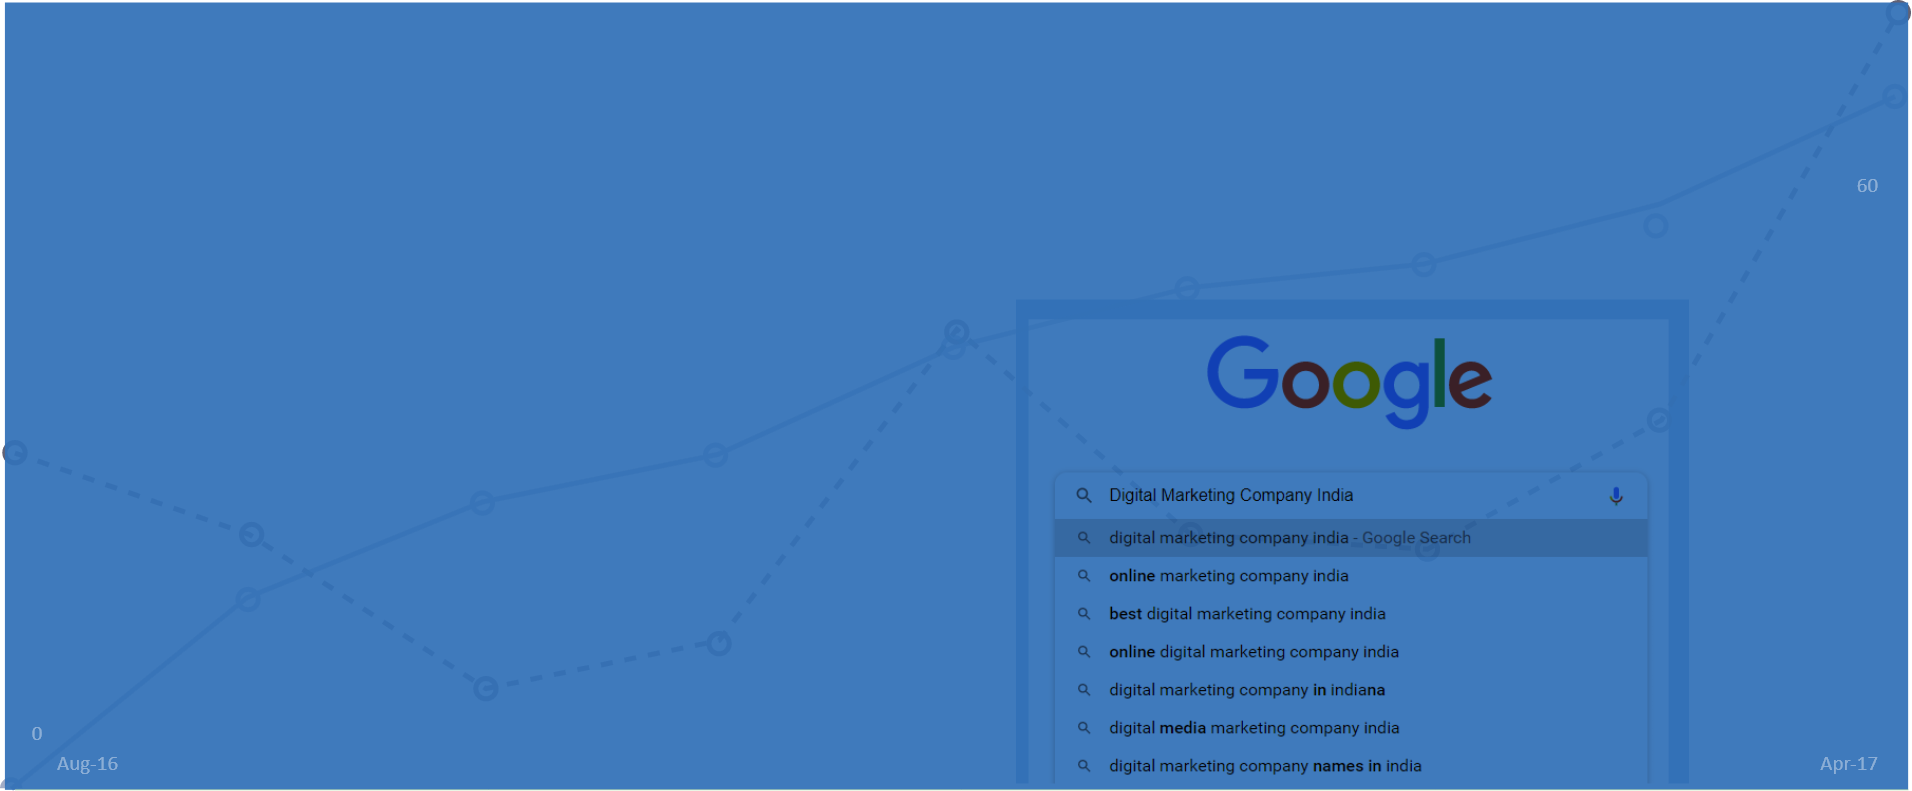 60
Google
Digital Marketing Company India
digital marketing company india - Google Search
online marketing company india
best digital marketing company india
online digital marketing company india
digital marketing company in indiana
digital media marketing company india
digital marketing company names in india
0
Aug-16
Apr-17